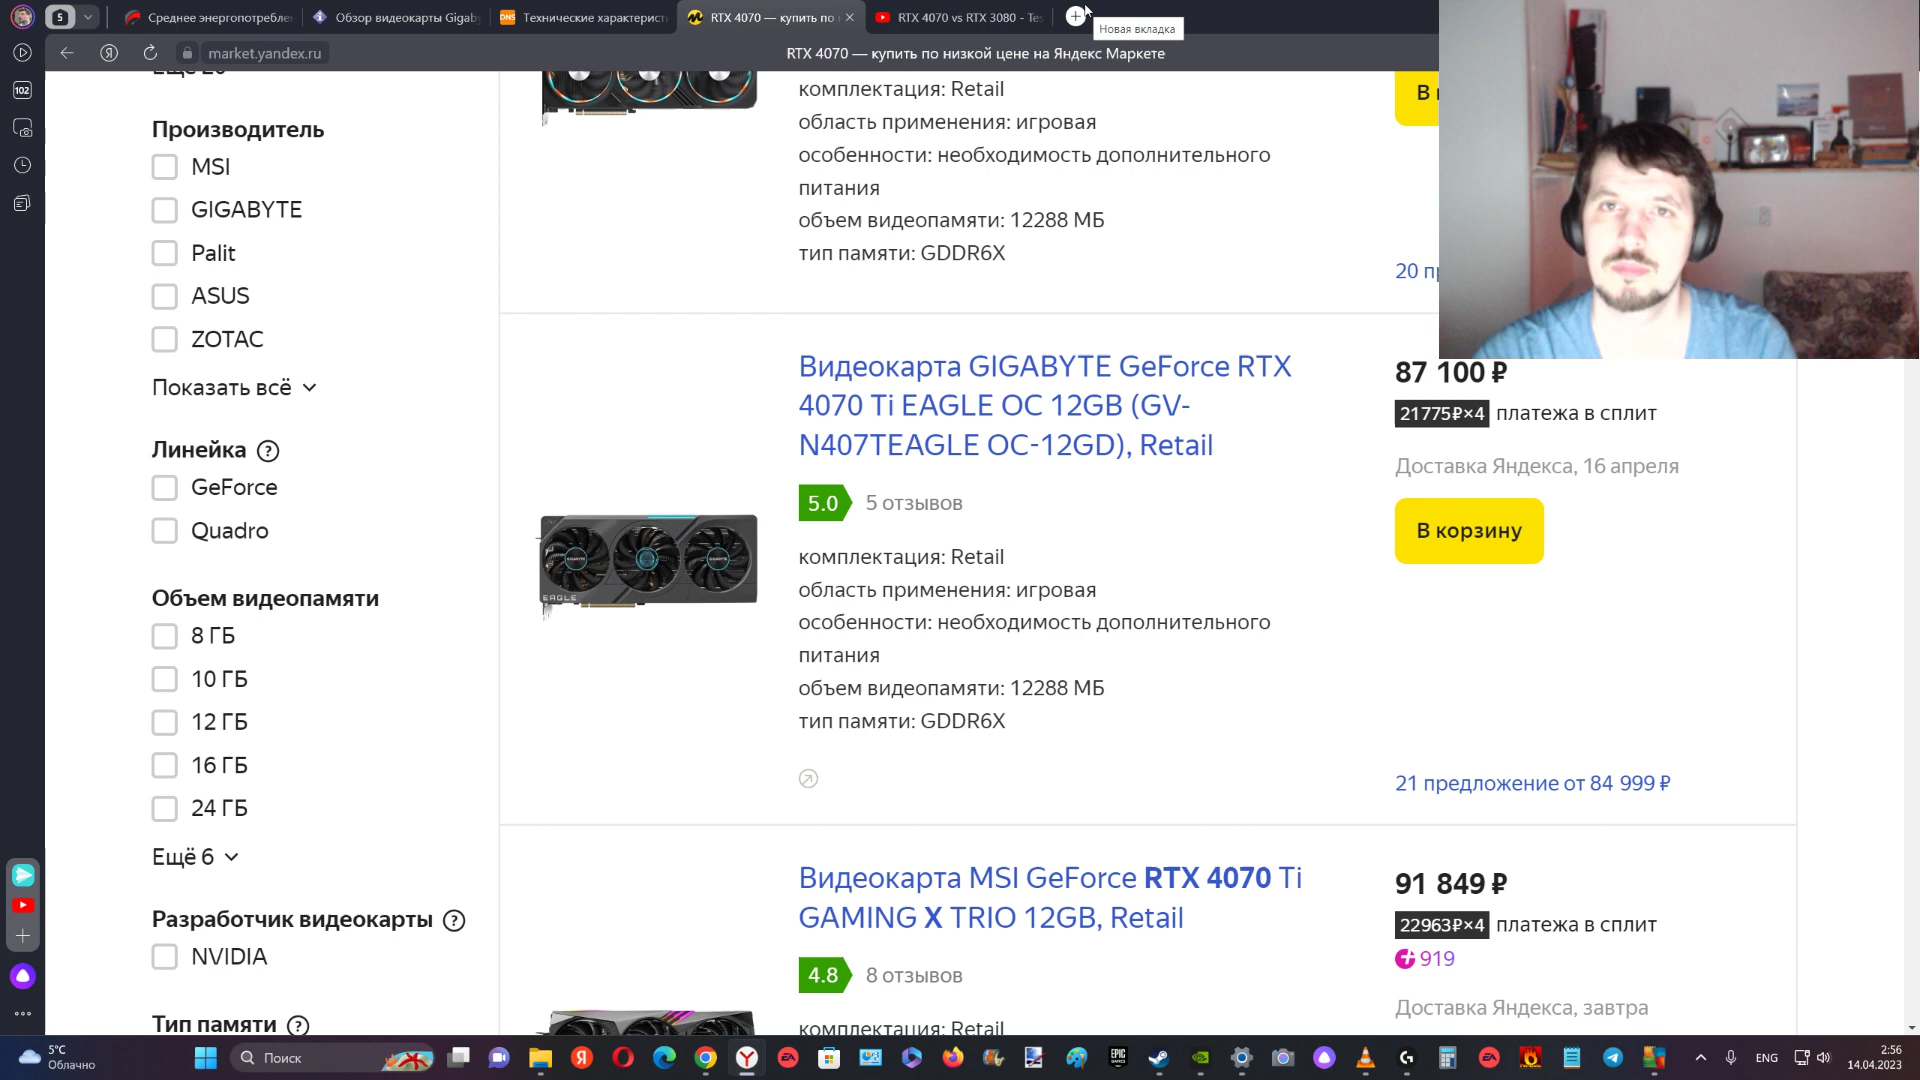 5
Среднее энергопотребле
Обзор видеокарты Gigab
DNS
Технические характерист
RTX 4070 — купить по
RTX 4070 vs RTX 3080 - Te
Новая вкладка
market.yandex.ru
RTX 4070 — купить по низкой цене на Яндекс Маркете
102
Производитель
MSI
GIGABYTE
Palit
ASUS
ZOTAC
Показать всё
Линейка ?
GeForce
Quadro
Объем видеопамяти
8 ГБ
10 ГБ
12 ГБ
16 ГБ
24 ГБ
Ещё 6
Разработчик видеокарты ?
NVIDIA
Тип памяти ?
комплектация: Retail
область применения: игровая
особенности: необходимость дополнительного
питания
объем видеопамяти: 12288 МБ
тип памяти: GDDR6X
20 п
Видеокарта GIGABYTE GeForce RTX
4070 Ti EAGLE OC 12GB (GV-
N407TEAGLE OC-12GD), Retail
5.0 5 отзывов
комплектация: Retail
область применения: игровая
особенности: необходимость дополнительного
питания
объем видеопамяти: 12288 МБ
тип памяти: GDDR6X
EAGLE
87 100 ₽
21775₽×4 платежа в сплит
Доставка Яндекса, 16 апреля
В корзину
21 предложение от 84 999 ₽
Видеокарта MSI GeForce RTX 4070 Ti
GAMING X TRIO 12GB, Retail
4.8 8 отзывов
комплектация: Retail
91 849 ₽
22963₽×4 платежа в сплит
919
Доставка Яндекса, завтра
5°C
Облачно
Поиск
ENG
2:56
14.04.2023